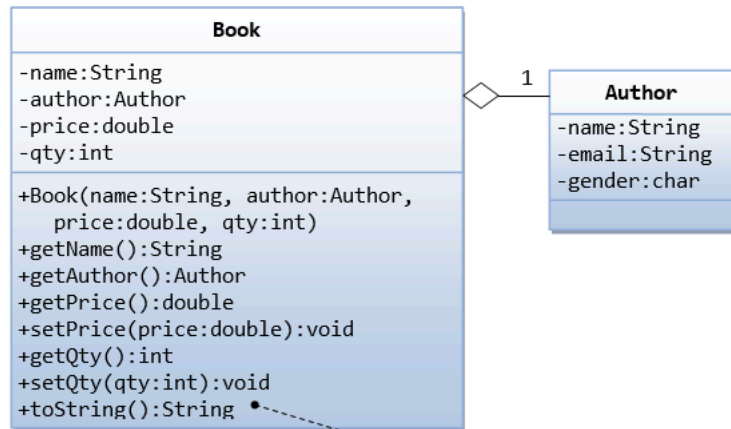 Book
-name:String
-author:Author
-price:double
-qty:int
+Book(name:String, author:Author,
price:double, qty:int)
+getName():String
+getAuthor():Author
+getPrice():double
+setPrice(price:double):void
+getQty():int
+setQty(qty:int):void
+toString():String
1
Author
-name:String
-email:String
-gender:char